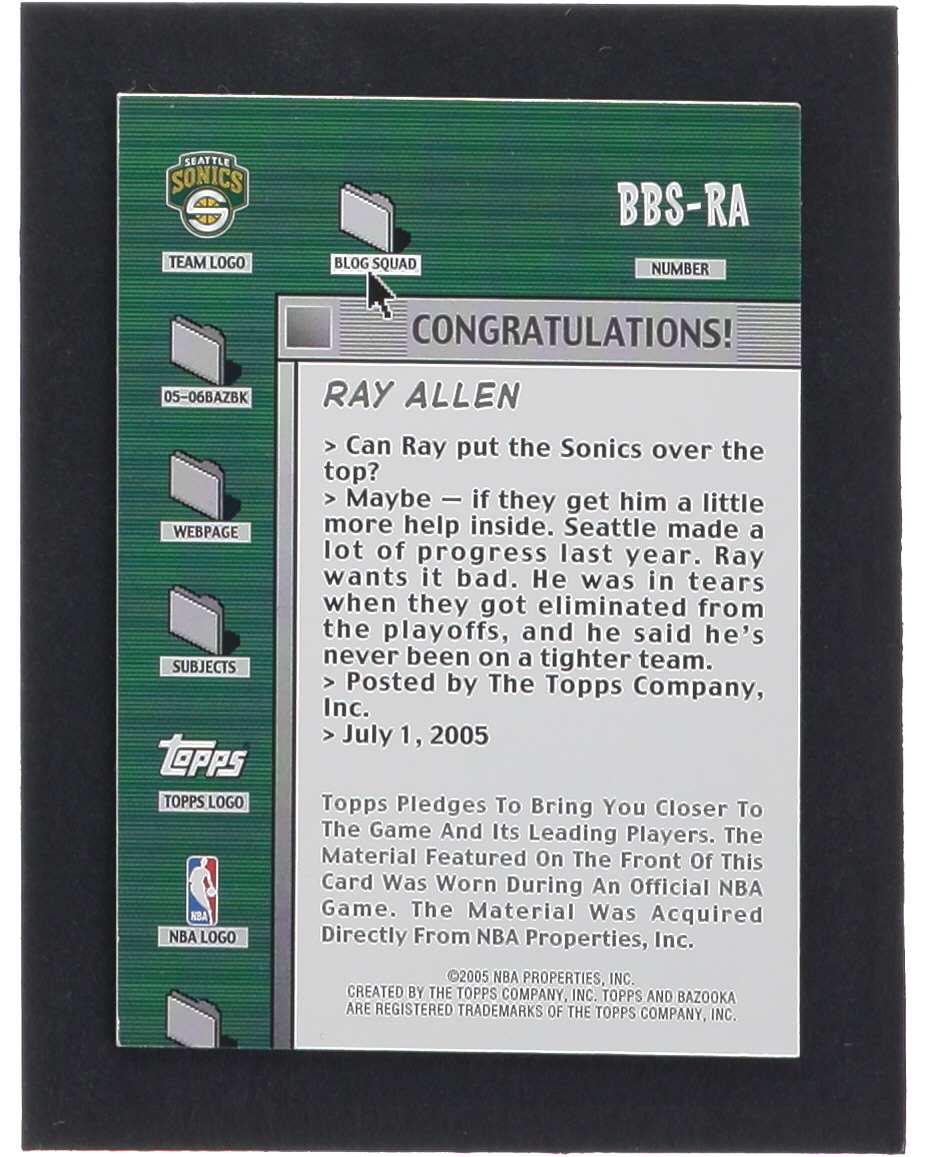 SEATTLE
SONICS
TEAM LOGO
BLOG SQUAD
BBS-RA
NUMBER
CONGRATULATIONS!
05-06BAZBK
WEBPAGE
SUBJECTS
topps
TOPPS LOGO
NBA
NBA LOGO
RAY ALLEN
> Can Ray put the Sonics over the
top?
> Maybe — if they get him a little
more help inside. Seattle made a
lot of progress last year. Ray
wants it bad. He was in tears
when they got eliminated from
the playoffs, and he said he's
never been on a tighter team.
> Posted by The Topps Company,
Inc.
> July 1, 2005
Topps Pledges To Bring You Closer To
The Game And Its Leading Players. The
Material Featured On The Front Of This
Card Was Worn During An Official NBA
Game. The Material Was Acquired
Directly From NBA Properties, Inc.
©2005 NBA PROPERTIES, INC.
CREATED BY THE TOPPS COMPANY, INC. TOPPS AND BAZOOKA
ARE REGISTERED TRADEMARKS OF THE TOPPS COMPANY, INC.